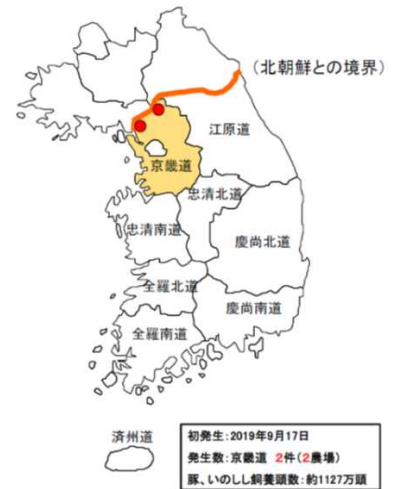 (北朝鮮との境界)
江原道
京畿道
忠清北道
忠清南道
慶尚北道
全羅北道
慶尚南道
全羅南道
済州道
初発生:2019年9月17日
発生数:京畿道 2件(2農場)
豚、いのしし飼養頭数:約1127万頭